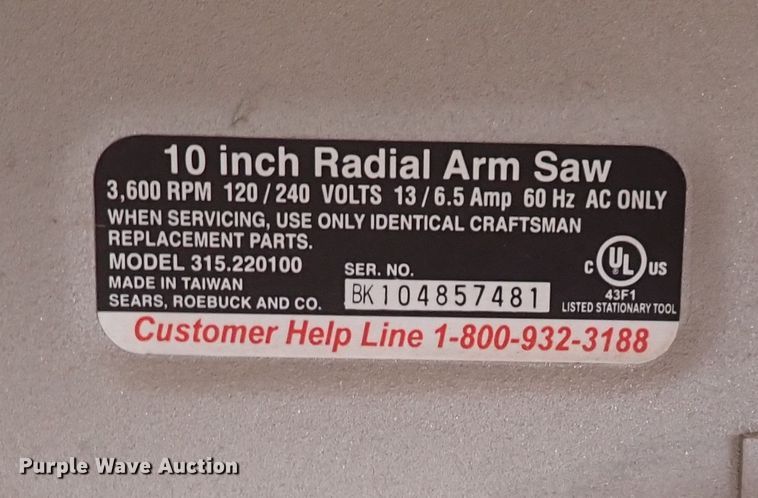 10 inch Radial Arm Saw
3,600 RPM 120/240 VOLTS 13/6.5 Amp 60 Hz AC ONLY
WHEN SERVICING, USE ONLY IDENTICAL CRAFTSMAN
REPLACEMENT PARTS.
MODEL 315.220100
MADE IN TAIWAN
SEARS, ROEBUCK AND CO.
SER. NO.
BK104857481
C UL US
43F1
LISTED STATIONARY TOOL
Customer Help Line 1-800-932-3188
Purple Wave Auction